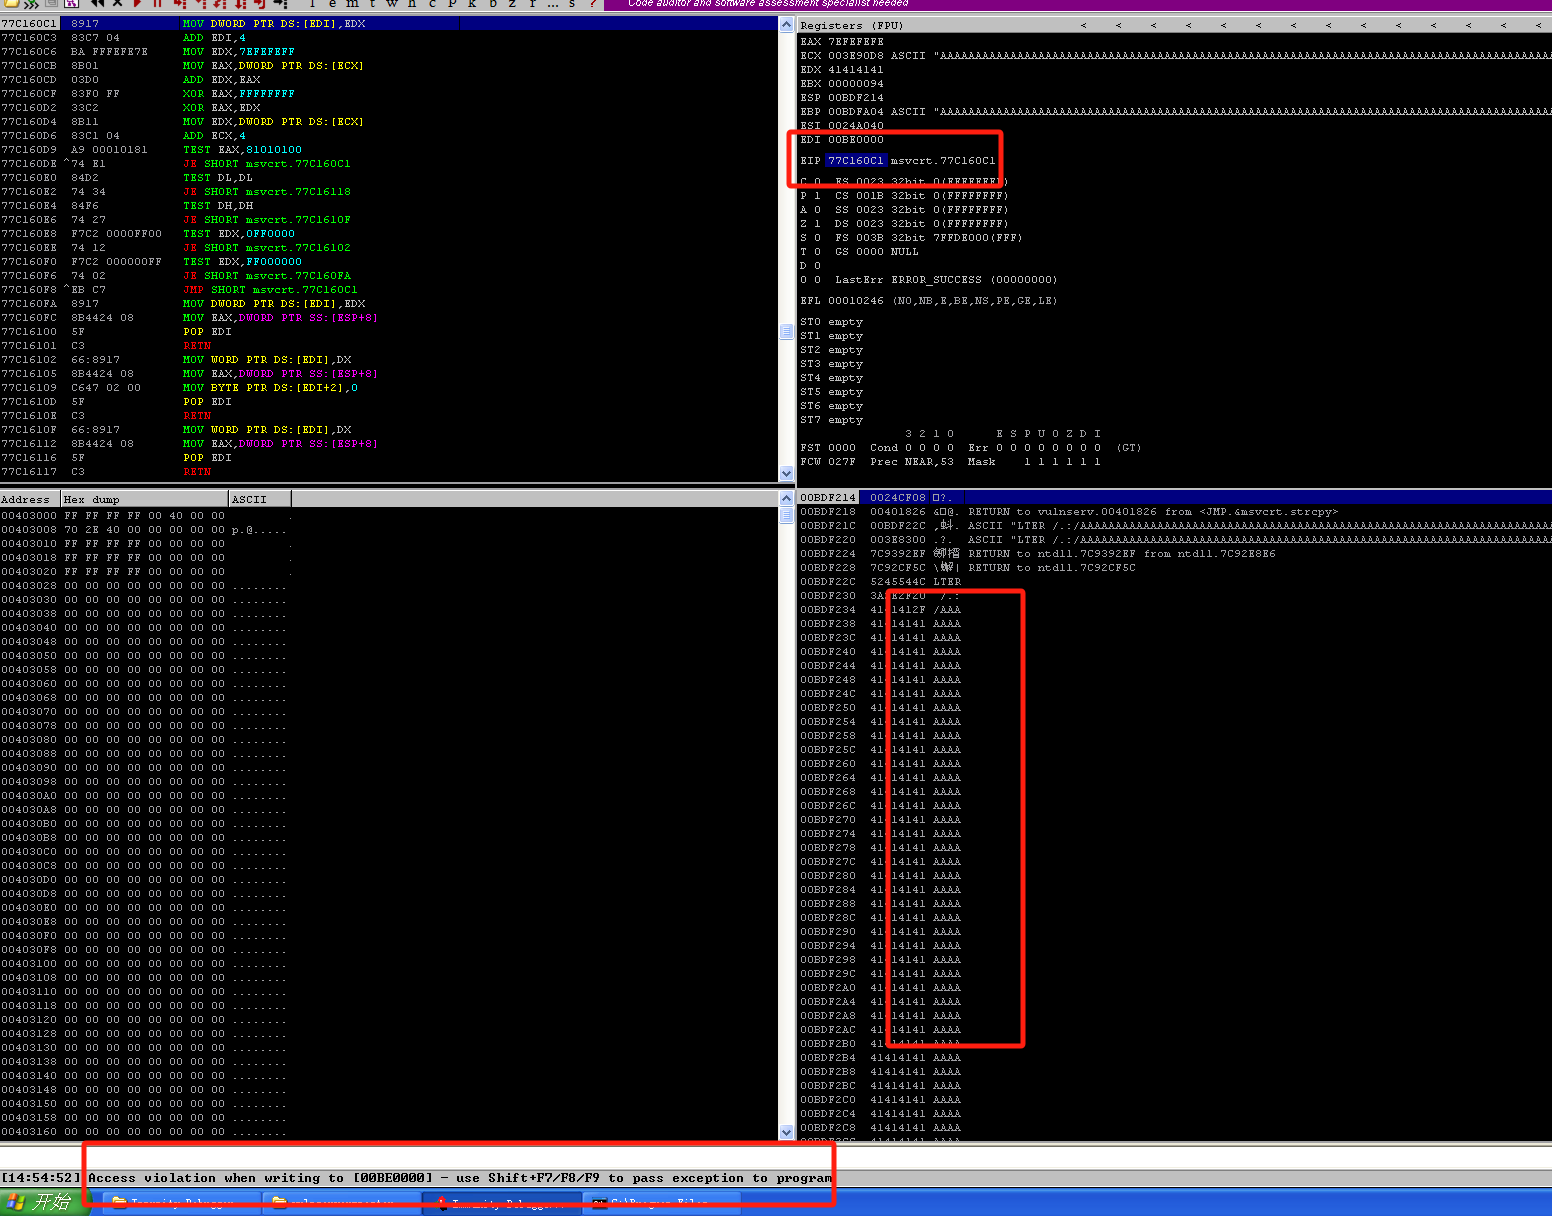 Code auditor and software assessment specialist needed
l e m t w h c P k b z r ... s ?
77C160C1 8917 MOV DWORD PTR DS:[EDI],EDX
77C160C3 83C7 04 ADD EDI,4
77C160C6 BA FFFEFE7E MOV EDX,7EFEFEFF
77C160CB 8B01 MOV EAX,DWORD PTR DS:[ECX]
77C160CD 03D0 ADD EDX,EAX
77C160CF 83F0 FF XOR EAX,FFFFFFFF
77C160D2 33C2 XOR EAX,EDX
77C160D4 8B11 MOV EDX,DWORD PTR DS:[ECX]
77C160D6 83C1 04 ADD ECX,4
77C160D9 A9 00010181 TEST EAX,81010100
77C160DE ^74 E1 JE SHORT msvcrt.77C160C1
77C160E0 84D2 TEST DL,DL
77C160E2 74 34 JE SHORT msvcrt.77C16118
77C160E4 84F6 TEST DH,DH
77C160E6 74 27 JE SHORT msvcrt.77C1610F
77C160E8 F7C2 0000FF00 TEST EDX,0FF0000
77C160EE 74 12 JE SHORT msvcrt.77C16102
77C160F0 F7C2 000000FF TEST EDX,FF000000
77C160F6 74 02 JE SHORT msvcrt.77C160FA
77C160F8 ^EB C7 JMP SHORT msvcrt.77C160C1
77C160FA 8917 MOV DWORD PTR DS:[EDI],EDX
77C160FC 8B4424 08 MOV EAX,DWORD PTR SS:[ESP+8]
77C16100 5F POP EDI
77C16101 C3 RETN
77C16102 66:8917 MOV WORD PTR DS:[EDI],DX
77C16105 8B4424 08 MOV EAX,DWORD PTR SS:[ESP+8]
77C16109 C647 02 00 MOV BYTE PTR DS:[EDI+2],0
77C1610D 5F POP EDI
77C1610E C3 RETN
77C1610F 66:8917 MOV WORD PTR DS:[EDI],DX
77C16112 8B4424 08 MOV EAX,DWORD PTR SS:[ESP+8]
77C16116 5F POP EDI
77C16117 C3 RETN
Registers (FPU) < < < < < < < < < < < < < <
EAX 7EFEFEFE
ECX 003E90D8 ASCII "AAAAAAAAAAAAAAAAAAAAAAAAAAAAAAAAAAAAAAAAAAAAAAAAAAAAAAAAAAAAAAAAAAAAAAAAAAAAAAAAAAAAAAA
EDX 41414141
EBX 00000094
ESP 00BDF214
EBP 00BDFA04 ASCII "AAAAAAAAAAAAAAAAAAAAAAAAAAAAAAAAAAAAAAAAAAAAAAAAAAAAAAAAAAAAAAAAAAAAAAAAAAAAAAAAAAAAAAA
ESI 0024A040
EDI 00BE0000
EIP 77C160C1 msvcrt.77C160C1
C 0 ES 0023 32bit 0(FFFFFFFF)
P 1 CS 001B 32bit 0(FFFFFFFF)
A 0 SS 0023 32bit 0(FFFFFFFF)
Z 1 DS 0023 32bit 0(FFFFFFFF)
S 0 FS 003B 32bit 7FFDE000(FFF)
T 0 GS 0000 NULL
D 0
O 0 LastErr ERROR_SUCCESS (00000000)
EFL 00010246 (NO,NB,E,BE,NS,PE,GE,LE)
ST0 empty
ST1 empty
ST2 empty
ST3 empty
ST4 empty
ST5 empty
ST6 empty
ST7 empty
3 2 1 0 E S P U O Z D I
FST 0000 Cond 0 0 0 0 Err 0 0 0 0 0 0 0 0 (GT)
FCW 027F Prec NEAR,53 Mask 1 1 1 1 1 1
Address Hex dump ASCII
00403000 FF FF FF FF 00 40 00 00
00403008 70 2E 40 00 00 00 00 00 p.@.....
00403010 FF FF FF FF 00 00 00 00
00403018 FF FF FF FF 00 00 00 00
00403020 FF FF FF FF 00 00 00 00
00403028 00 00 00 00 00 00 00 00 ........
00403030 00 00 00 00 00 00 00 00 ........
00403038 00 00 00 00 00 00 00 00 ........
00403040 00 00 00 00 00 00 00 00 ........
00403048 00 00 00 00 00 00 00 00 ........
00403050 00 00 00 00 00 00 00 00 ........
00403058 00 00 00 00 00 00 00 00 ........
00403060 00 00 00 00 00 00 00 00 ........
00403068 00 00 00 00 00 00 00 00 ........
00403070 00 00 00 00 00 00 00 00 ........
00403078 00 00 00 00 00 00 00 00 ........
00403080 00 00 00 00 00 00 00 00 ........
00403088 00 00 00 00 00 00 00 00 ........
00403090 00 00 00 00 00 00 00 00 ........
00403098 00 00 00 00 00 00 00 00 ........
004030A0 00 00 00 00 00 00 00 00 ........
004030A8 00 00 00 00 00 00 00 00 ........
004030B0 00 00 00 00 00 00 00 00 ........
004030B8 00 00 00 00 00 00 00 00 ........
004030C0 00 00 00 00 00 00 00 00 ........
004030C8 00 00 00 00 00 00 00 00 ........
004030D0 00 00 00 00 00 00 00 00 ........
004030D8 00 00 00 00 00 00 00 00 ........
004030E0 00 00 00 00 00 00 00 00 ........
004030E8 00 00 00 00 00 00 00 00 ........
004030F0 00 00 00 00 00 00 00 00 ........
004030F8 00 00 00 00 00 00 00 00 ........
00403100 00 00 00 00 00 00 00 00 ........
00403108 00 00 00 00 00 00 00 00 ........
00403110 00 00 00 00 00 00 00 00 ........
00403118 00 00 00 00 00 00 00 00 ........
00403120 00 00 00 00 00 00 00 00 ........
00403128 00 00 00 00 00 00 00 00 ........
00403130 00 00 00 00 00 00 00 00 ........
00403138 00 00 00 00 00 00 00 00 ........
00403140 00 00 00 00 00 00 00 00 ........
00403148 00 00 00 00 00 00 00 00 ........
00403150 00 00 00 00 00 00 00 00 ........
00403158 00 00 00 00 00 00 00 00 ........
00403160 00 00 00 00 00 00 00 00 ........
00BDF214 0024CF08
00BDF218 00401826 RETURN to vulnserv.00401826 from <JMP.&msvcrt.strcpy>
00BDF21C 00BDF22C ASCII "LTER /.:/AAAAAAAAAAAAAAAAAAAAAAAAAAAAAAAAAAAAAAAAAAAAAAAAAAAAAAAAAAAAAAAAAAA
00BDF220 003E8300 .?. ASCII "LTER /.:/AAAAAAAAAAAAAAAAAAAAAAAAAAAAAAAAAAAAAAAAAAAAAAAAAAAAAAAAAAAAAAAAAAA
00BDF224 7C9392EF RETURN to ntdll.7C9392EF from ntdll.7C92E8E6
00BDF228 7C92CF5C RETURN to ntdll.7C92CF5C
00BDF22C 5245544C LTER
00BDF230 3A2E2F20 /.:
00BDF234 4141412F /AAA
00BDF238 41414141 AAAA
00BDF23C 41414141 AAAA
00BDF240 41414141 AAAA
00BDF244 41414141 AAAA
00BDF248 41414141 AAAA
00BDF24C 41414141 AAAA
00BDF250 41414141 AAAA
00BDF254 41414141 AAAA
00BDF258 41414141 AAAA
00BDF25C 41414141 AAAA
00BDF260 41414141 AAAA
00BDF264 41414141 AAAA
00BDF268 41414141 AAAA
00BDF26C 41414141 AAAA
00BDF270 41414141 AAAA
00BDF274 41414141 AAAA
00BDF278 41414141 AAAA
00BDF27C 41414141 AAAA
00BDF280 41414141 AAAA
00BDF284 41414141 AAAA
00BDF288 41414141 AAAA
00BDF28C 41414141 AAAA
00BDF290 41414141 AAAA
00BDF294 41414141 AAAA
00BDF298 41414141 AAAA
00BDF29C 41414141 AAAA
00BDF2A0 41414141 AAAA
00BDF2A4 41414141 AAAA
00BDF2A8 41414141 AAAA
00BDF2AC 41414141 AAAA
00BDF2B0 41414141 AAAA
00BDF2B4 41414141 AAAA
00BDF2B8 41414141 AAAA
00BDF2BC 41414141 AAAA
00BDF2C0 41414141 AAAA
00BDF2C4 41414141 AAAA
00BDF2C8 41414141 AAAA
[14:54:52] Access violation when writing to [00BE0000] - use Shift+F7/F8/F9 to pass exception to program
开始